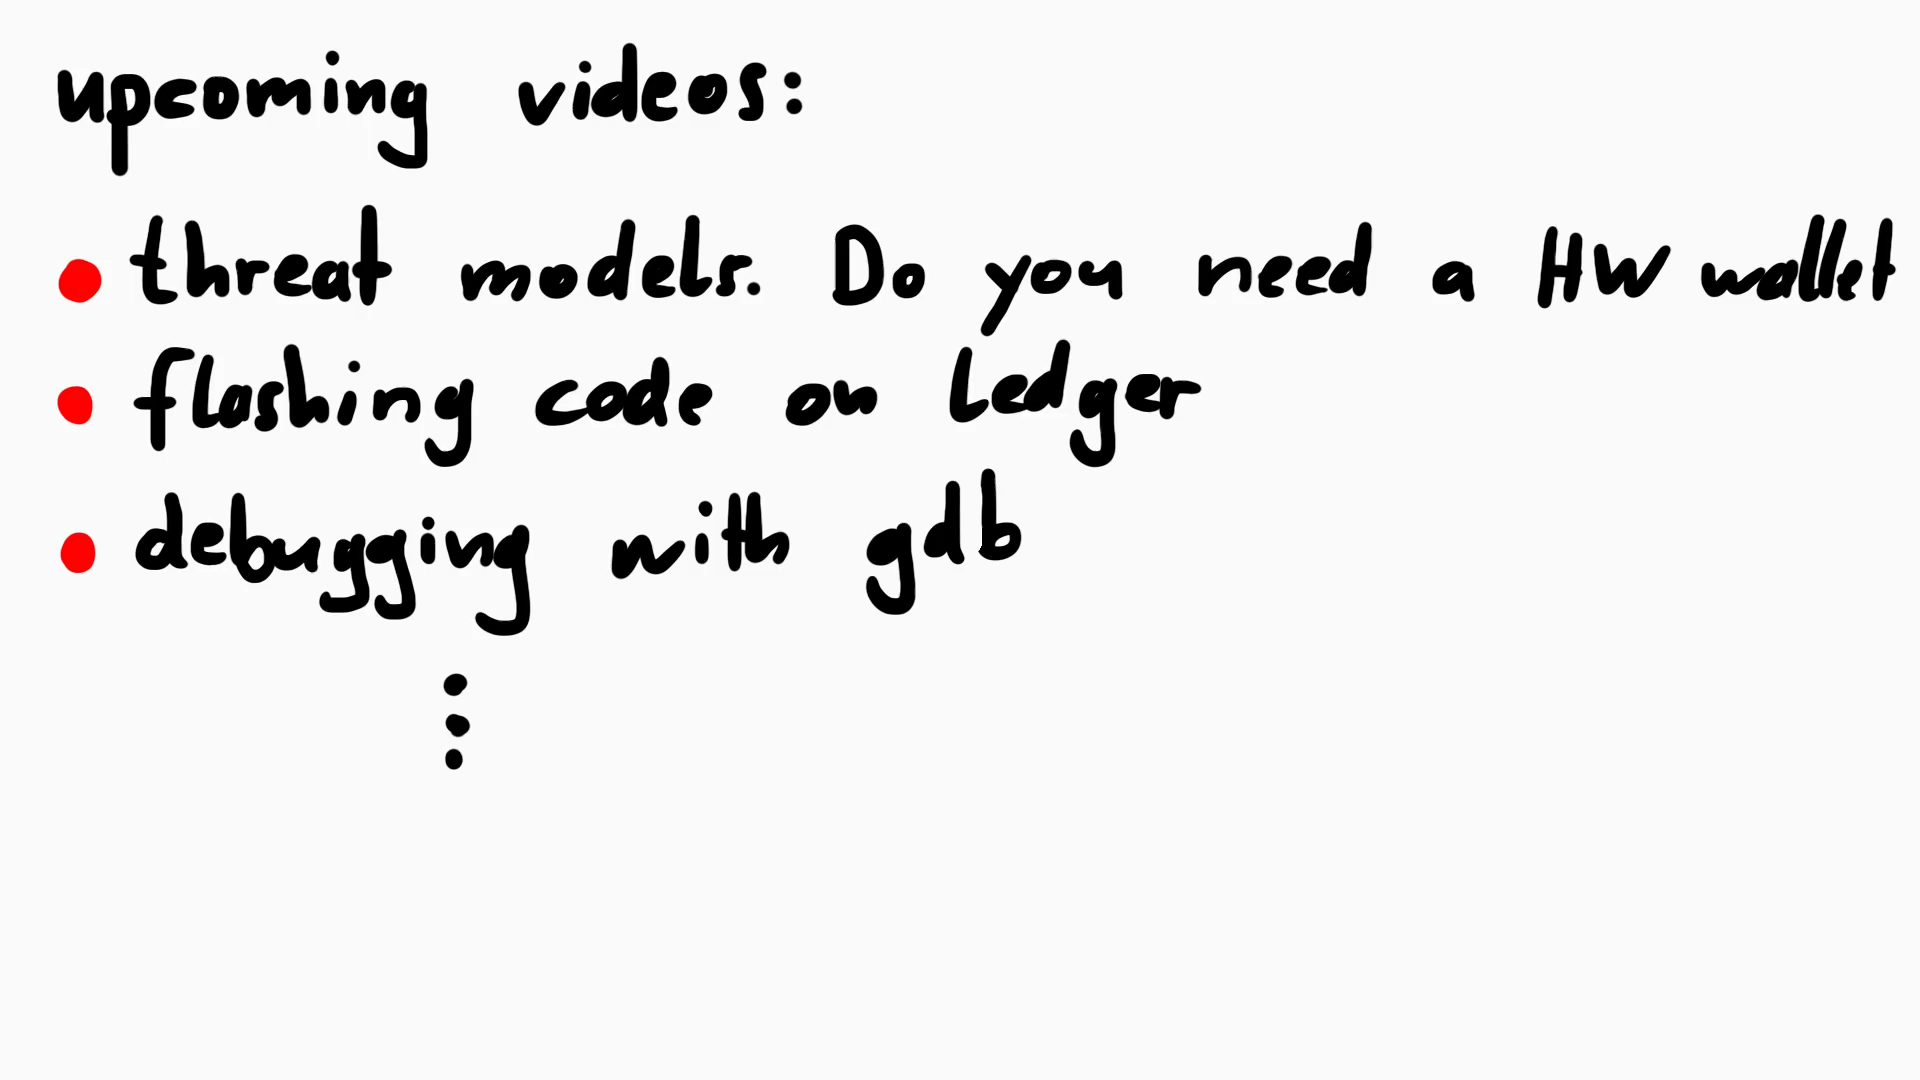 upcoming videos:
• threat models. Do you need a HW wallet
• flashing code on Ledger
• debugging with gdb
⋮